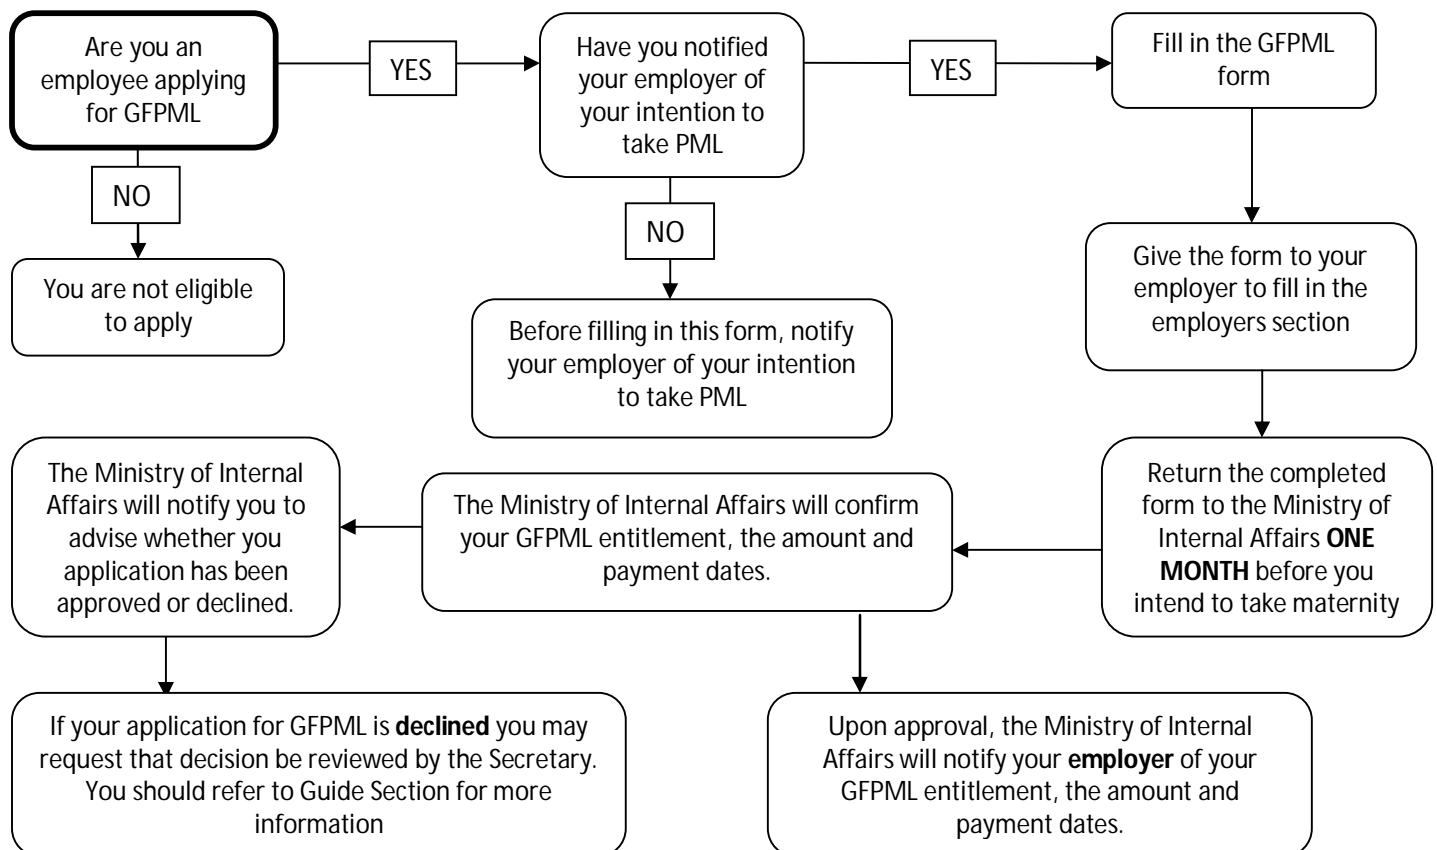 Are you an
employee applying
for GFPML
YES
Have you notified
your employer of
your intention to
take PML
YES
Fill in the GFPML
form
NO
You are not eligible
to apply
NO
Before filling in this form, notify
your employer of your intention
to take PML
Give the form to your
employer to fill in the
employers section
Return the completed
form to the Ministry of
Internal Affairs ONE
MONTH before you
intend to take maternity
The Ministry of Internal Affairs will confirm
your GFPML entitlement, the amount and
payment dates.
The Ministry of Internal
Affairs will notify you to
advise whether you
application has been
approved or declined.
If your application for GFPML is declined you may
request that decision be reviewed by the Secretary.
You should refer to Guide Section for more
information
Upon approval, the Ministry of Internal
Affairs will notify your employer of your
GFPML entitlement, the amount and
payment dates.